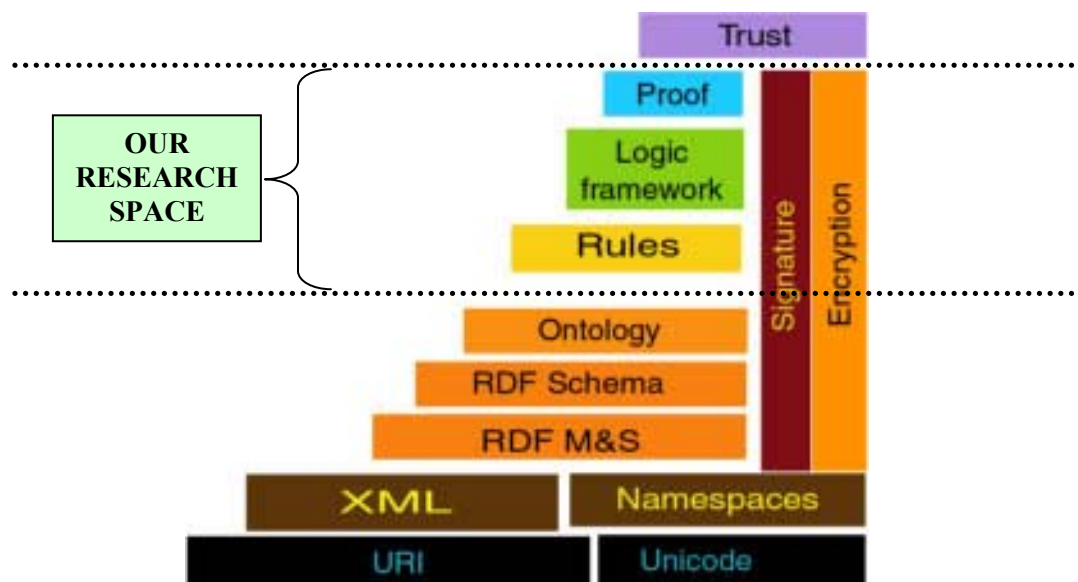 Trust
Proof
OUR
RESEARCH
SPACE
Logic
framework
Rules
Signature
Encryption
Ontology
RDF Schema
RDF M&S
XML
Namespaces
URI
Unicode